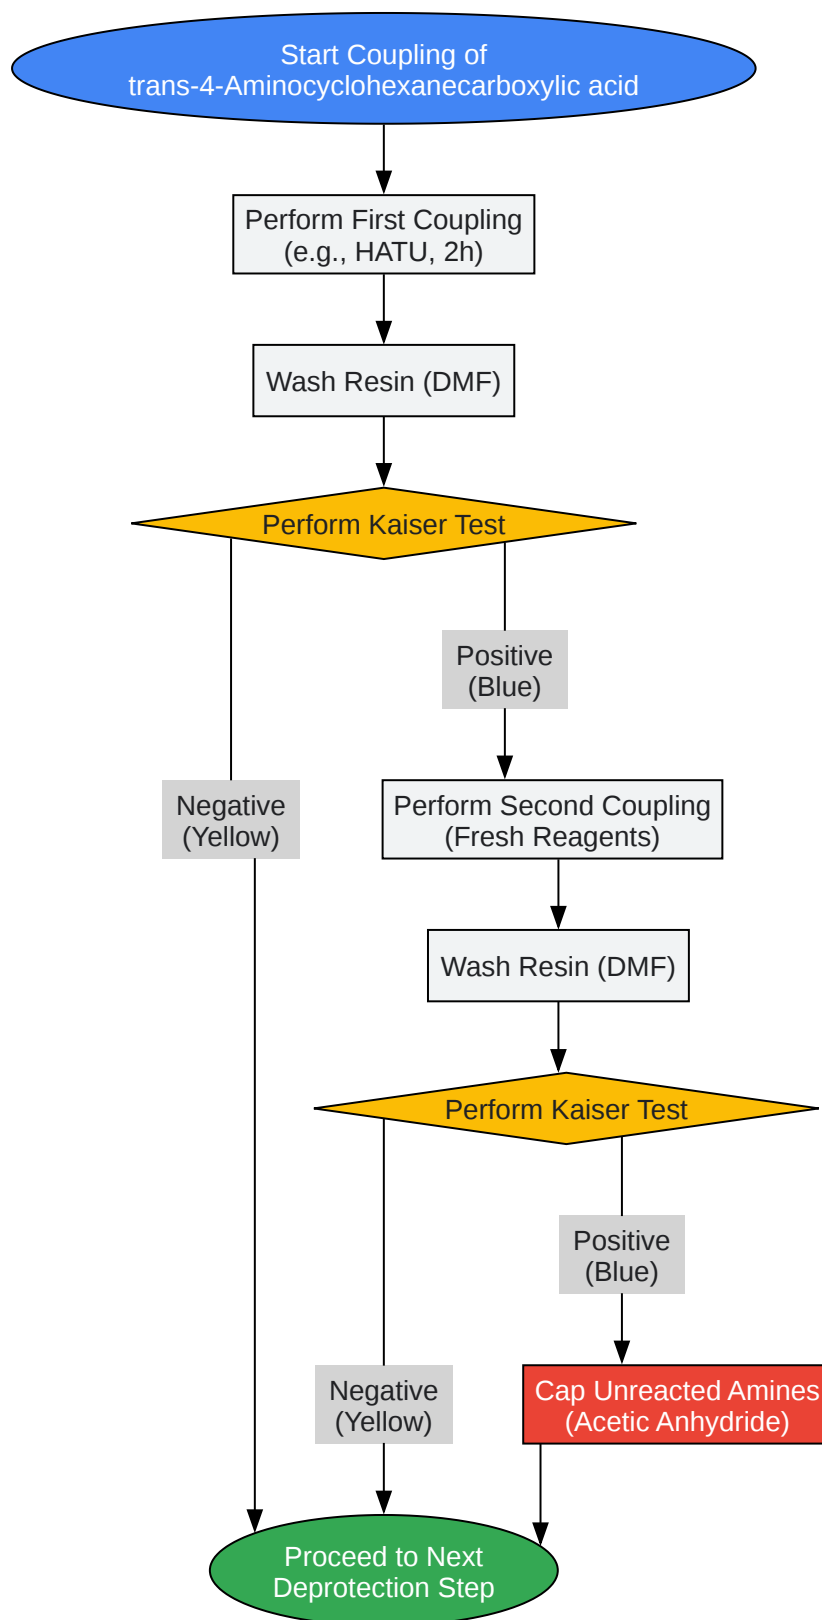 Start Coupling of
trans-4-Aminocyclohexanecarboxylic acid
Perform First Coupling
(e.g., HATU, 2h)
Wash Resin (DMF)
Perform Kaiser Test
Positive
(Blue)
Negative
(Yellow)
Perform Second Coupling
(Fresh Reagents)
Wash Resin (DMF)
Perform Kaiser Test
Positive
(Blue)
Negative
(Yellow)
Cap Unreacted Amines
(Acetic Anhydride)
Proceed to Next
Deprotection Step